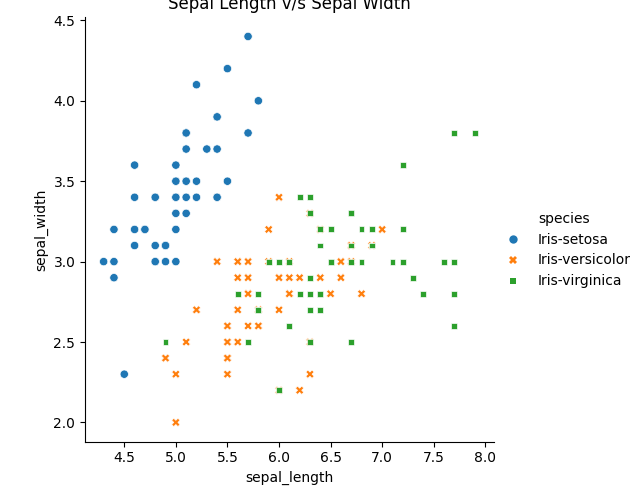 Sepal Length v/s Sepal Width
4.5
4.0
3.5
3.0
2.5
2.0
sepal_width
4.5 5.0 5.5 6.0 6.5 7.0 7.5 8.0
sepal_length
species
Iris-setosa
Iris-versicolor
Iris-virginica